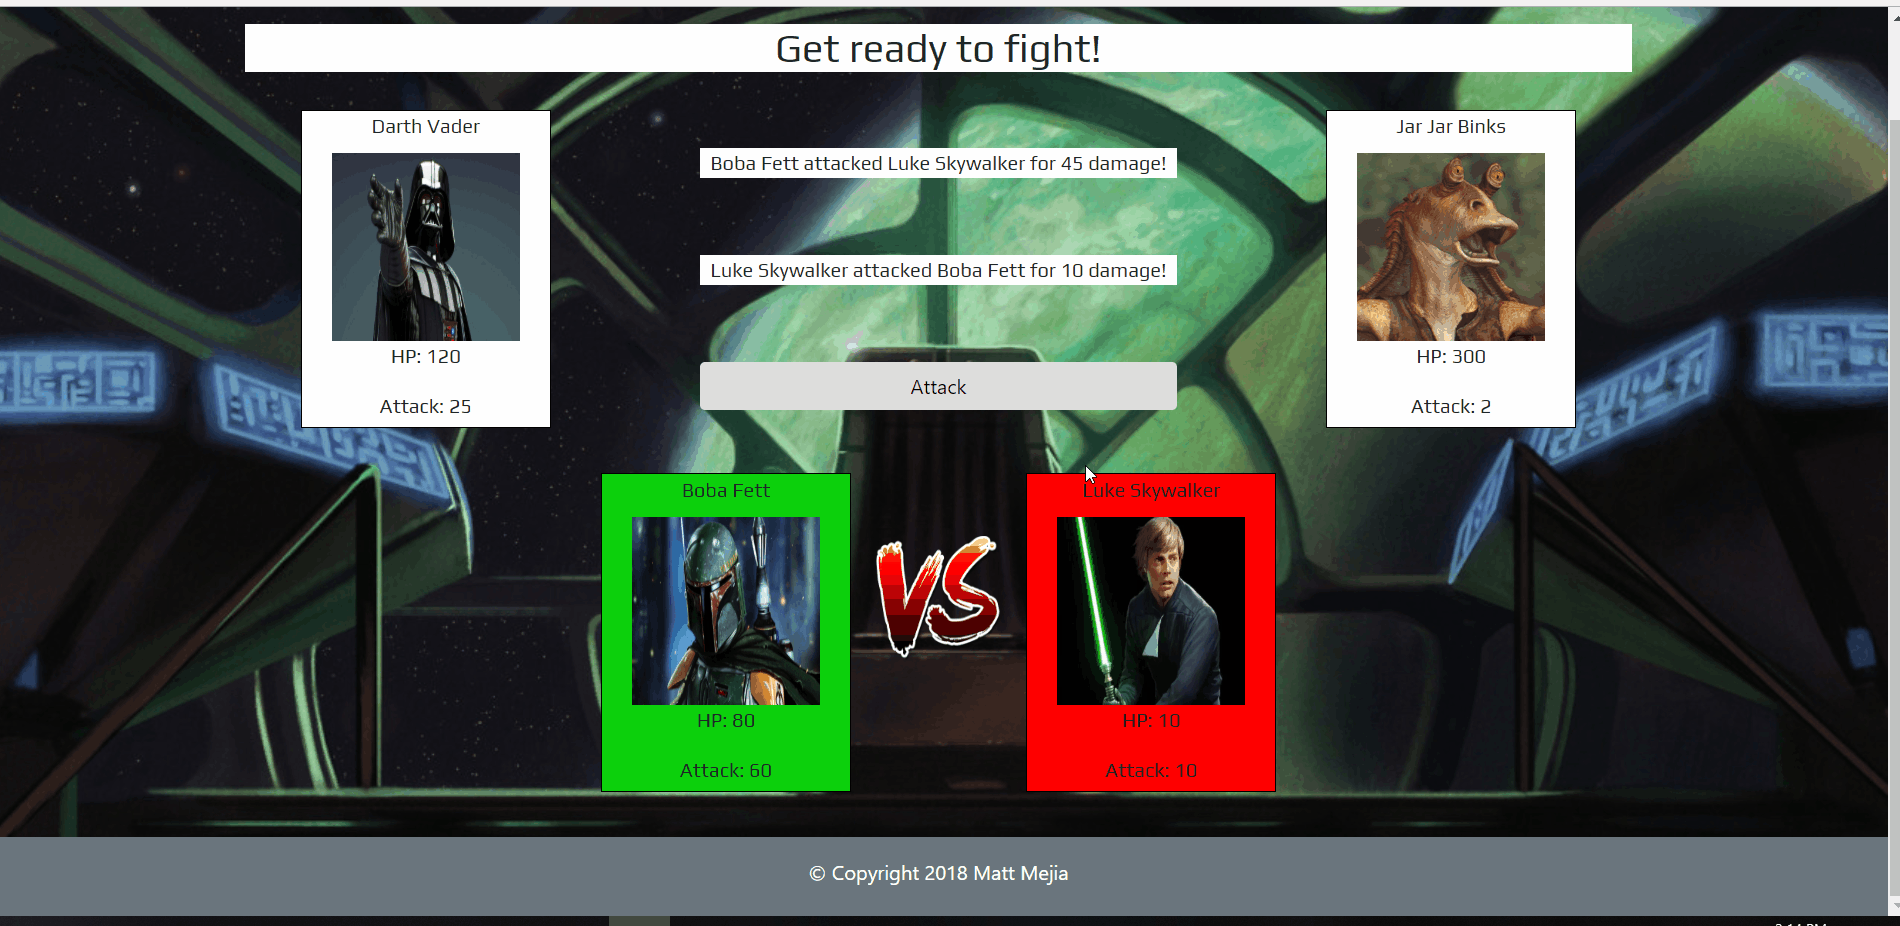 Get ready to fight!
Darth Vader
HP: 120
Attack: 25
Boba Fett attacked Luke Skywalker for 45 damage!
Luke Skywalker attacked Boba Fett for 10 damage!
Attack
Jar Jar Binks
HP: 300
Attack: 2
Boba Fett
HP: 80
Attack: 60
VS
Luke Skywalker
HP: 10
Attack: 10
© Copyright 2018 Matt Mejia